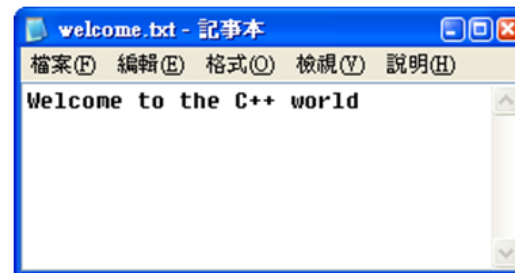 welcome.txt - 記事本
檔案(F) 編輯(E) 格式(O) 檢視(V) 說明(H)
Welcome to the C++ world